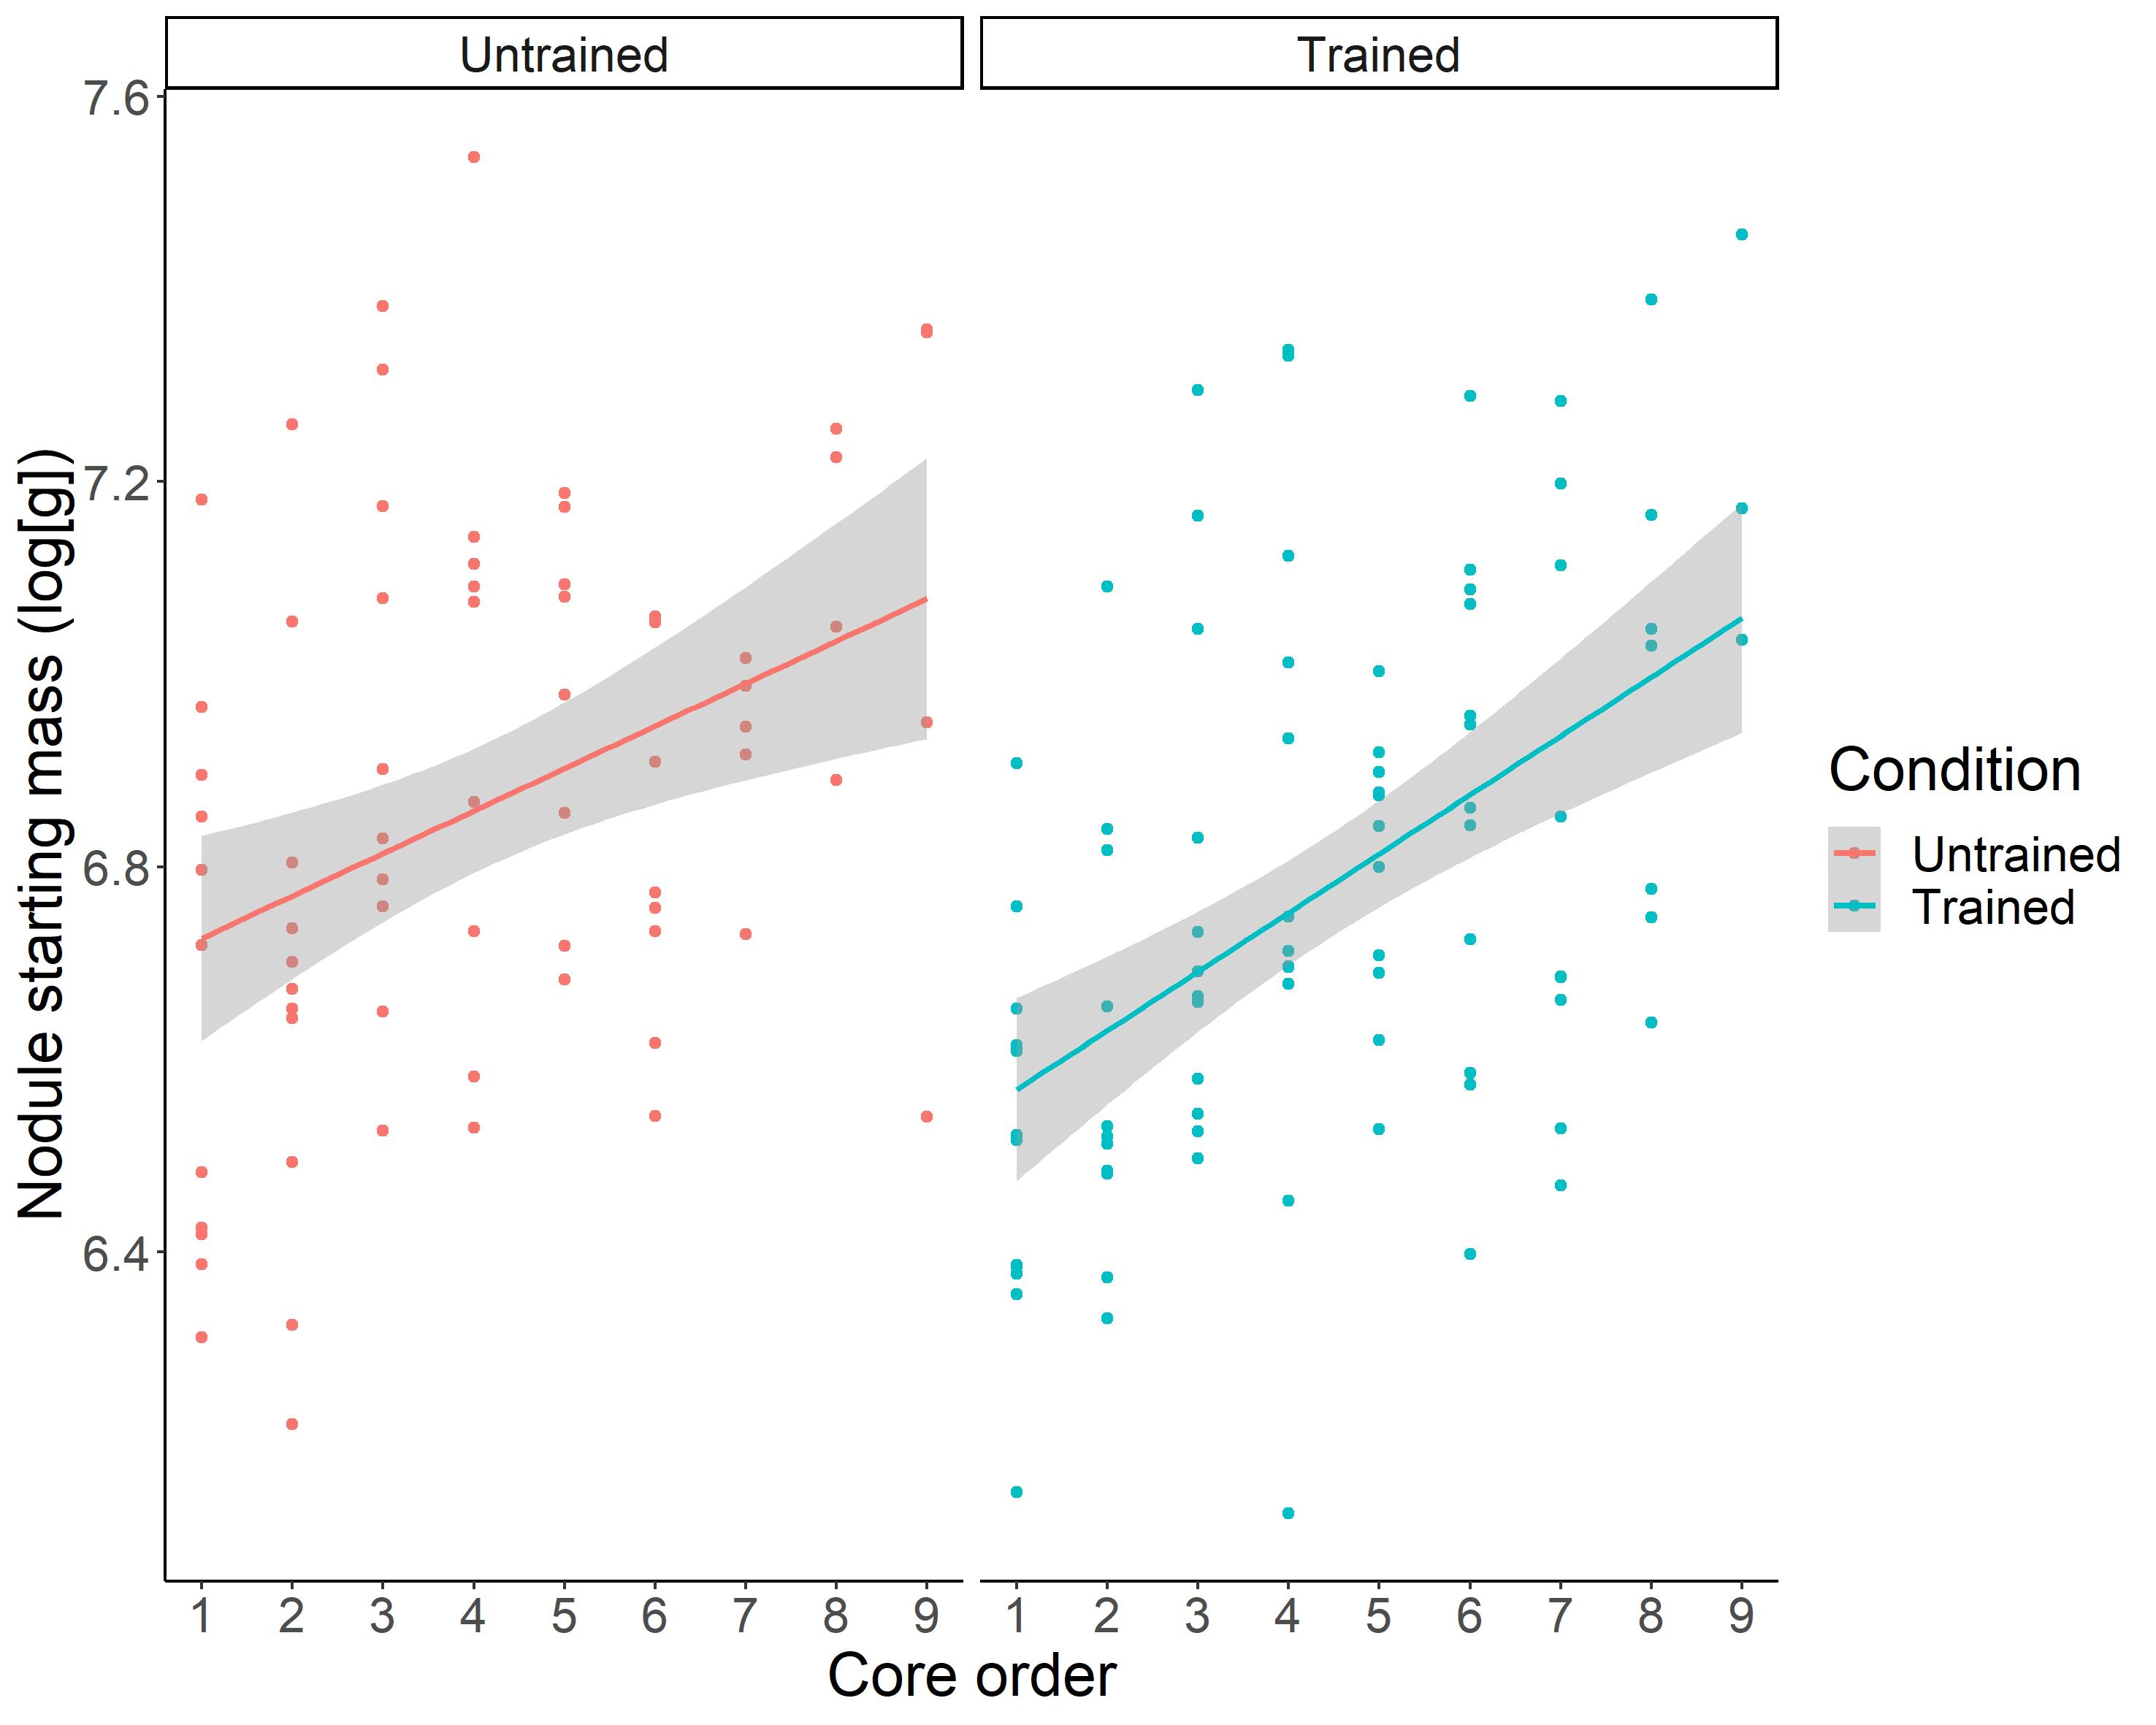 Untrained
Trained
7.6
7.2
6.8
6.4
Nodule starting mass (log[g])
1 2 3 4 5 6 7 8 9
1 2 3 4 5 6 7 8 9
Core order
Condition
Untrained
Trained